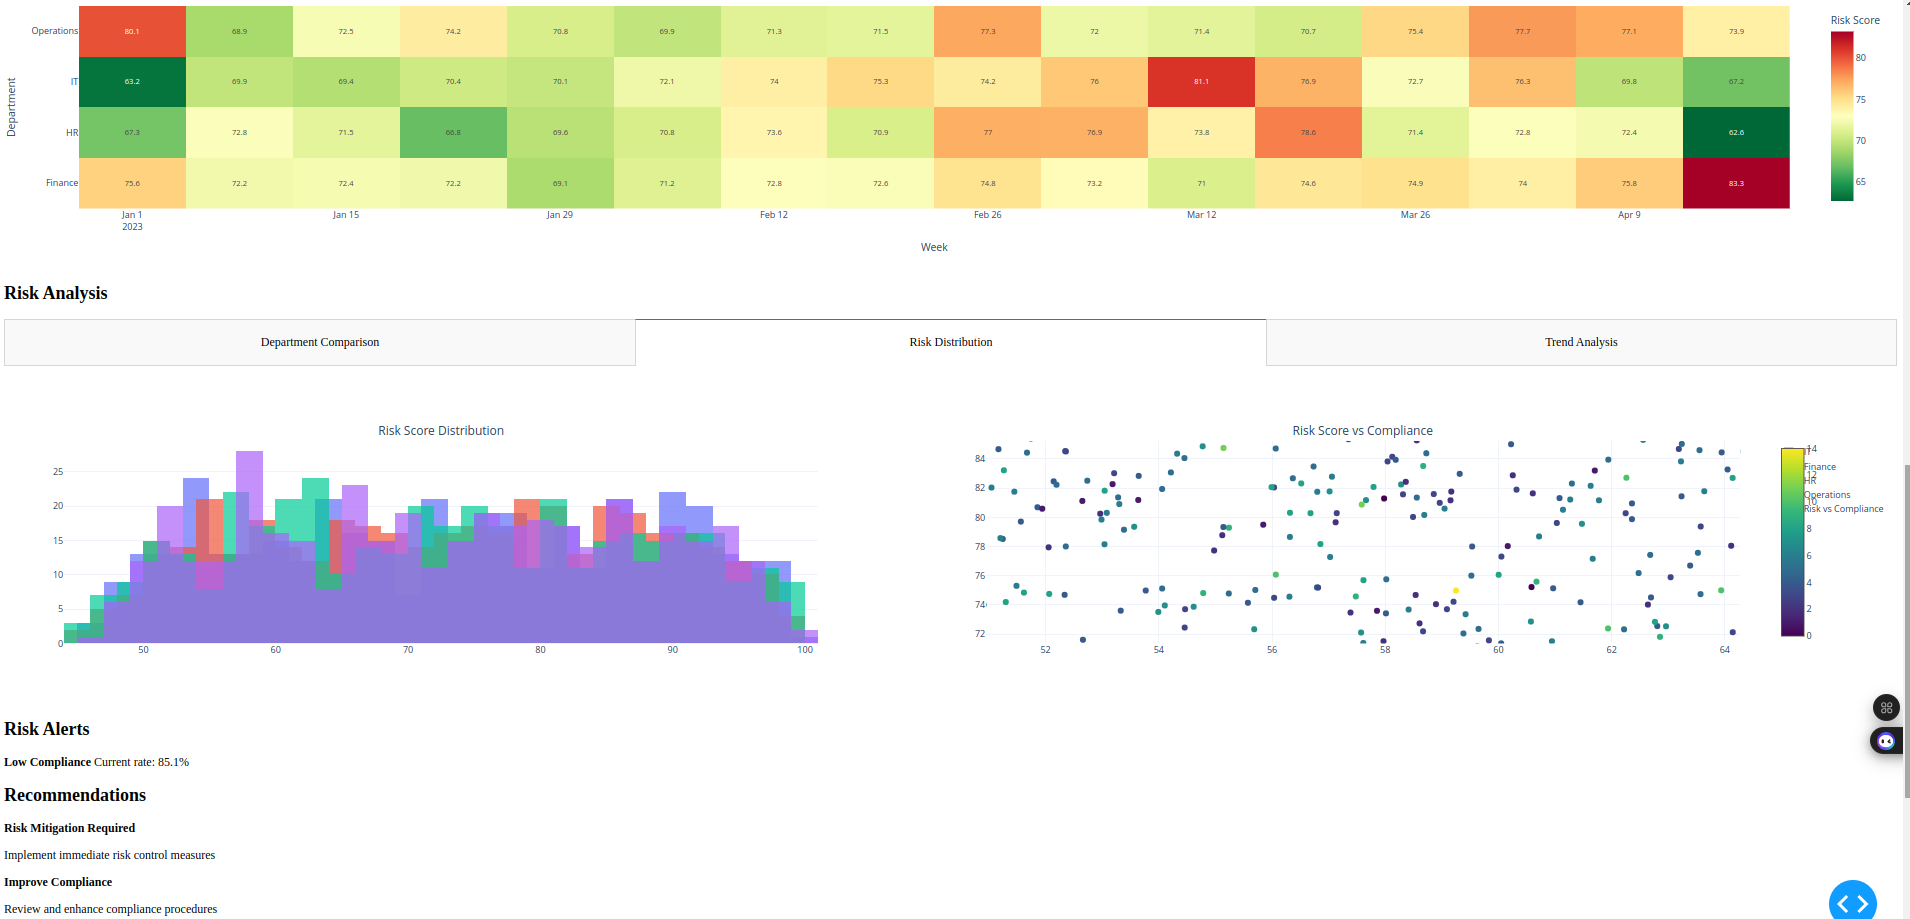 Operations 80.1 68.9 72.5 74.2 70.8 69.9 71.3 71.5 77.3 72 71.4 70.7 75.4 77.7 77.1 73.9
IT 63.2 69.9 69.4 70.4 70.1 72.1 74 75.3 74.2 76 81.1 76.9 72.7 76.3 69.8 67.2
HR 67.3 72.8 71.5 66.8 69.6 70.8 73.6 70.9 77 76.9 73.8 78.6 71.4 72.8 72.4 62.6
Finance 75.6 72.2 72.4 72.2 69.1 71.2 72.8 72.6 74.8 73.2 71 74.6 74.9 74 75.8 83.3
Department
Jan 1 Jan 15 Jan 29 Feb 12 Feb 26 Mar 12 Mar 26 Apr 9
2023
Week
Risk Score
80
75
70
65
Risk Analysis
Department Comparison Risk Distribution Trend Analysis
Risk Score Distribution
25
20
15
10
5
0
50 60 70 80 90 100
Risk Score vs Compliance
84
82
80
78
76
74
72
52 54 56 58 60 62 64
14
IT
Finance
12
HR
Operations
10
Risk vs Compliance
8
6
4
2
0
Risk Alerts
Low Compliance Current rate: 85.1%
Recommendations
Risk Mitigation Required
Implement immediate risk control measures
Improve Compliance
Review and enhance compliance procedures